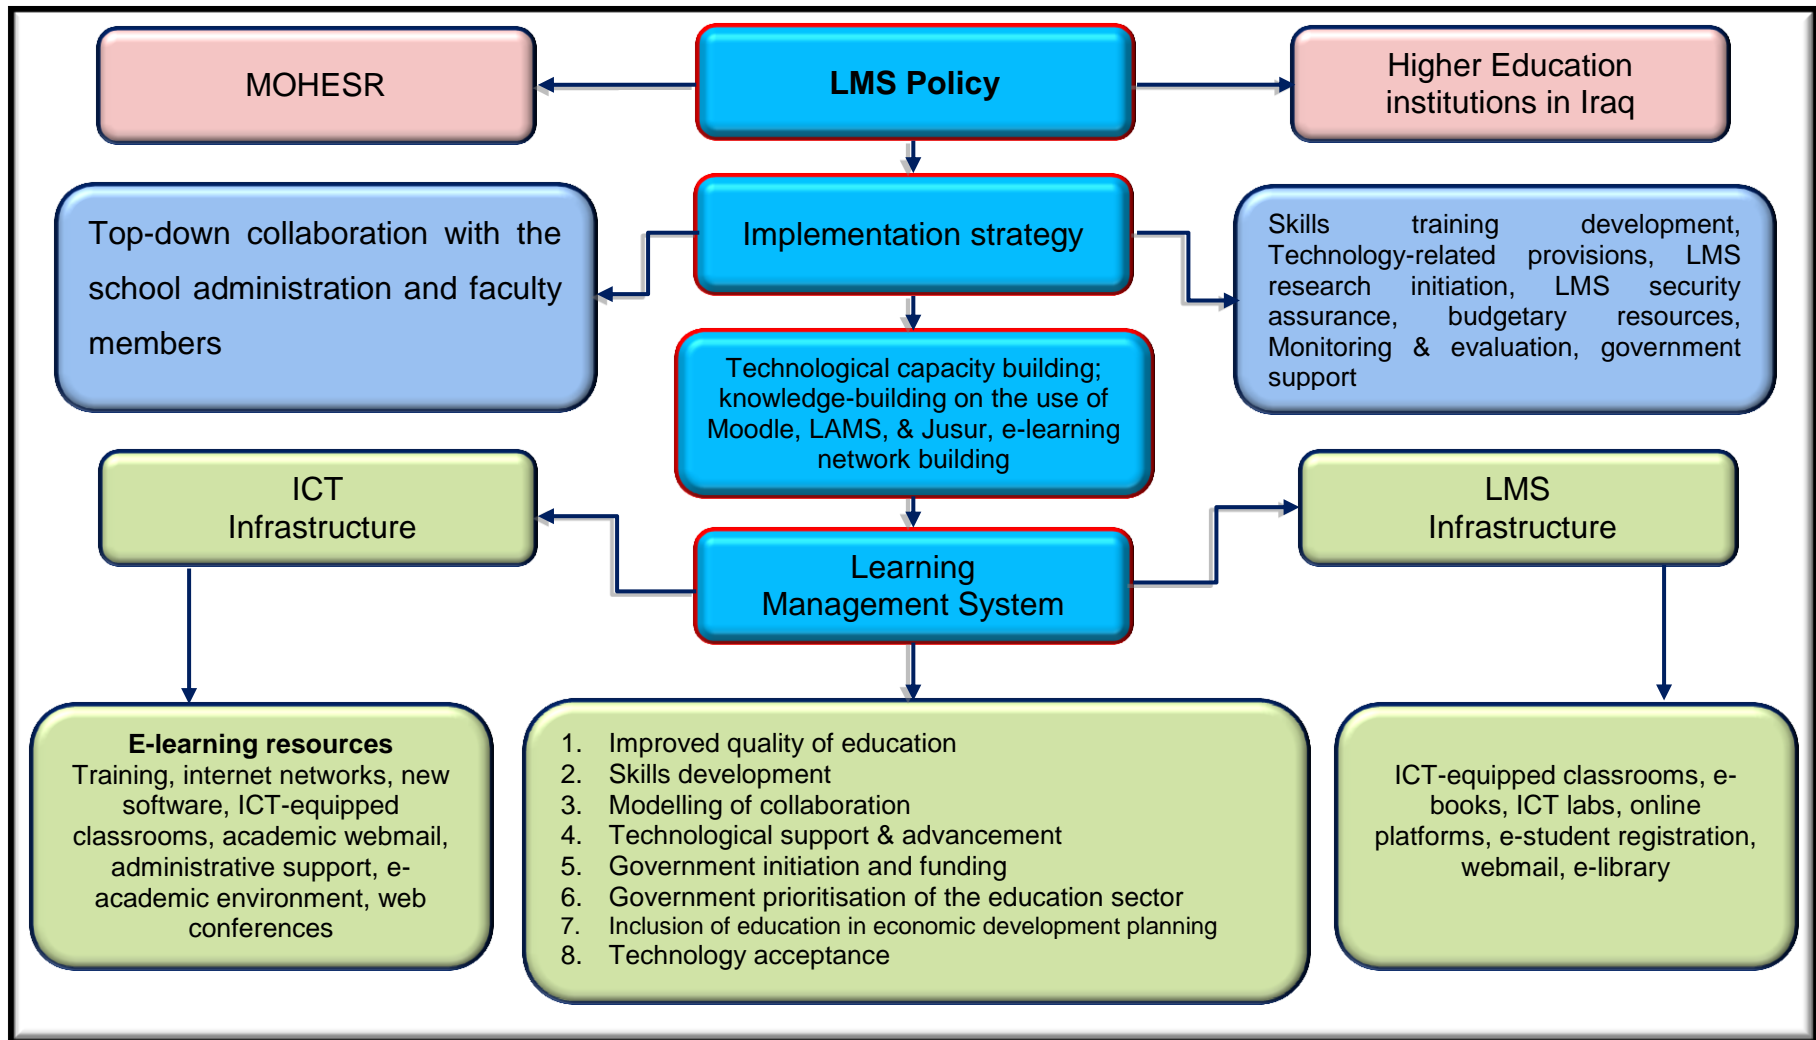 MOHESR
LMS Policy
Higher Education
institutions in Iraq
Top-down collaboration with the
school administration and faculty
members
Implementation strategy
Skills training development,
Technology-related provisions, LMS
research initiation, LMS security
assurance, budgetary resources,
Monitoring & evaluation, government
support
Technological capacity building;
knowledge-building on the use of
Moodle, LAMS, & Jusur, e-learning
network building
ICT
Infrastructure
Learning
Management System
LMS
Infrastructure
E-learning resources
Training, internet networks, new
software, ICT-equipped
classrooms, academic webmail,
administrative support, e-
academic environment, web
conferences
1. Improved quality of education
2. Skills development
3. Modelling of collaboration
4. Technological support & advancement
5. Government initiation and funding
6. Government prioritisation of the education sector
7. Inclusion of education in economic development planning
8. Technology acceptance
ICT-equipped classrooms, e-
books, ICT labs, online
platforms, e-student registration,
webmail, e-library